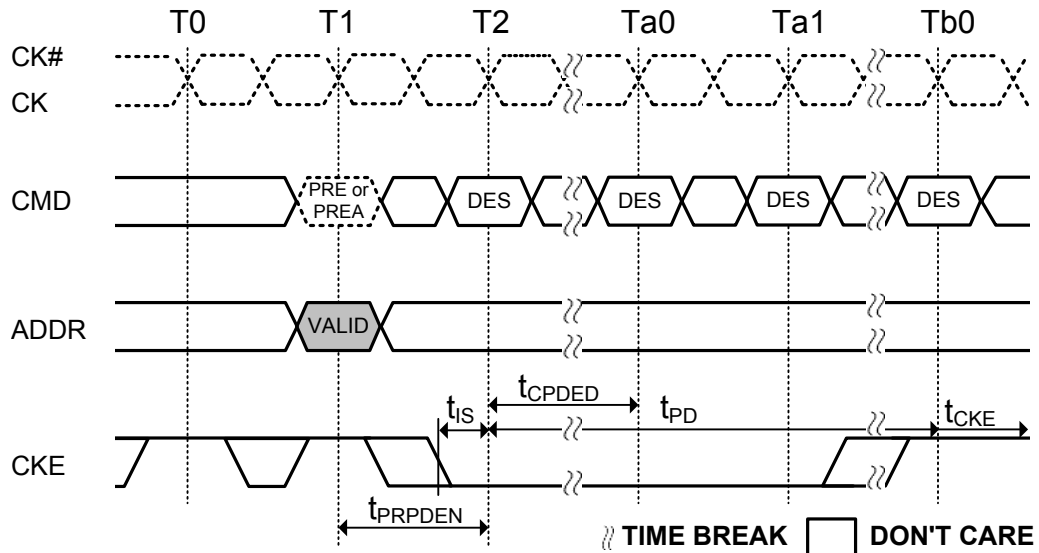 T0 T1 T2 Ta0 Ta1 Tb0
CK#
CK
CMD PRE or PREA DES DES DES DES
ADDR VALID
tIS tCPDED tPD tCKE
CKE
tPRPDEN
TIME BREAK DON'T CARE